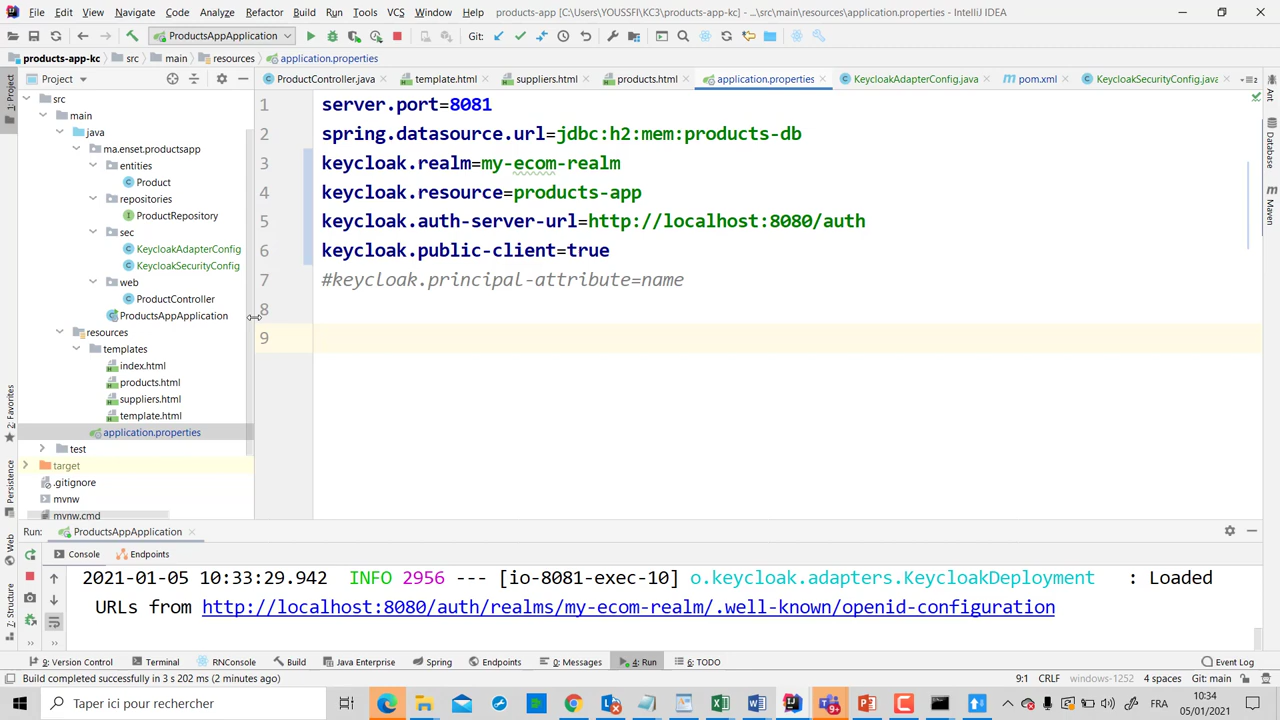 File Edit View Navigate Code Analyze Refactor Build Run Tools VCS Window Help products-app [C:\Users\YOUSSFI\KC3\products-app-kc] - ...\src\main\resources\application.properties - IntelliJ IDEA
ProductsAppApplication Git:
products-app-kc src main resources application.properties
Project ProductController.java template.html suppliers.html products.html application.properties KeycloakAdapterConfig.java pom.xml KeycloakSecurityConfig.java
src
main
java
ma.enset.productsapp
entities
Product
repositories
ProductRepository
sec
KeycloakAdapterConfig
KeycloakSecurityConfig
web
ProductController
ProductsAppApplication
resources
templates
index.html
products.html
suppliers.html
template.html
application.properties
test
target
.gitignore
mvnw
mvnw.cmd
1 server.port=8081
2 spring.datasource.url=jdbc:h2:mem:products-db
3 keycloak.realm=my-ecom-realm
4 keycloak.resource=products-app
5 keycloak.auth-server-url=http://localhost:8080/auth
6 keycloak.public-client=true
7 #keycloak.principal-attribute=name
8
9
1: Project
2: Favorites
Persistence
Web
Z: Structure
Ant
Database
Maven
Run: ProductsAppApplication
Console Endpoints
2021-01-05 10:33:29.942 INFO 2956 --- [io-8081-exec-10] o.keycloak.adapters.KeycloakDeployment : Loaded
URLs from http://localhost:8080/auth/realms/my-ecom-realm/.well-known/openid-configuration
9: Version Control Terminal RNConsole Build Java Enterprise Spring Endpoints 0: Messages 4: Run 6: TODO Event Log
Build completed successfully in 3 s 202 ms (2 minutes ago) 9:1 CRLF windows-1252 4 spaces Git: main
Taper ici pour rechercher FRA 10:34
05/01/2021